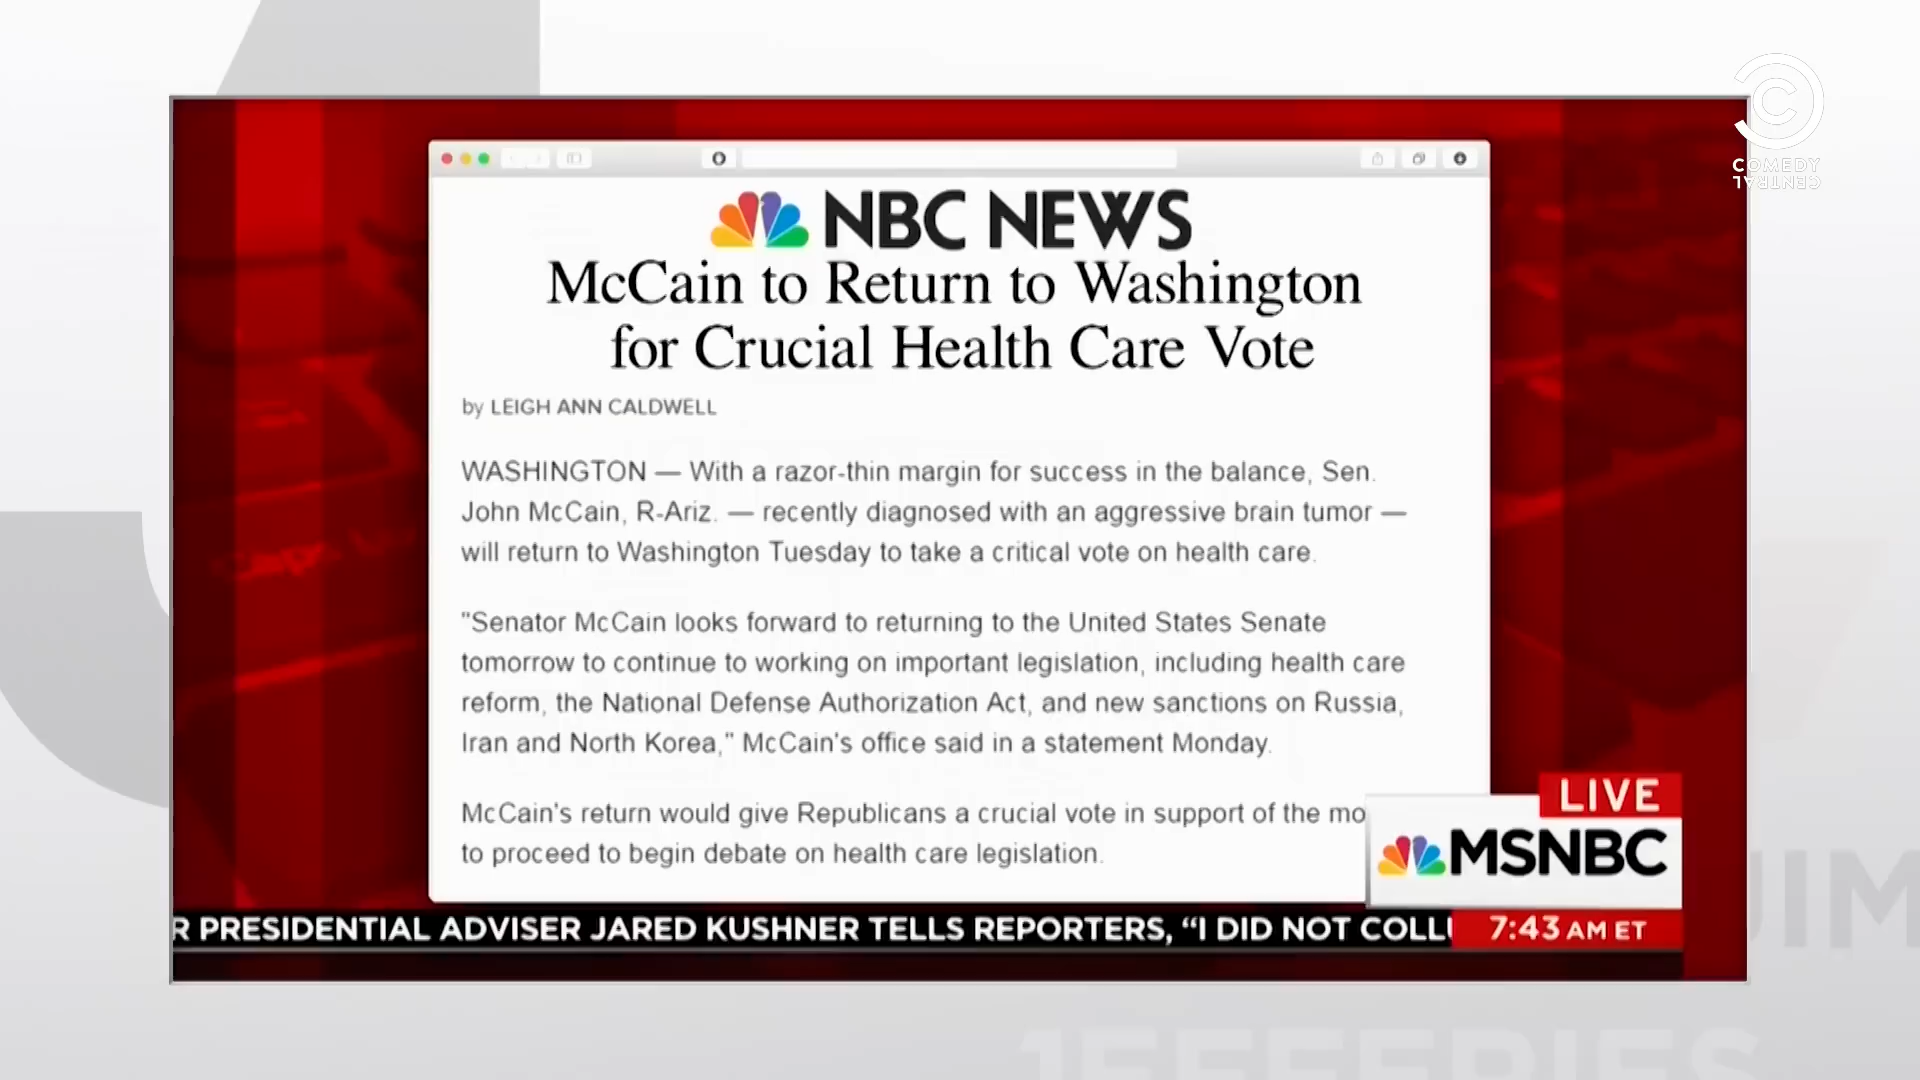 COMEDY
CENTRAL
NBC NEWS
McCain to Return to Washington
for Crucial Health Care Vote
by LEIGH ANN CALDWELL
WASHINGTON — With a razor-thin margin for success in the balance, Sen.
John McCain, R-Ariz. — recently diagnosed with an aggressive brain tumor —
will return to Washington Tuesday to take a critical vote on health care.
"Senator McCain looks forward to returning to the United States Senate
tomorrow to continue to working on important legislation, including health care
reform, the National Defense Authorization Act, and new sanctions on Russia,
Iran and North Korea," McCain's office said in a statement Monday.
McCain's return would give Republicans a crucial vote in support of the mo
to proceed to begin debate on health care legislation.
LIVE
MSNBC
R PRESIDENTIAL ADVISER JARED KUSHNER TELLS REPORTERS, “I DID NOT COLLU
7:43 AM ET
JIM
JEFFERIES